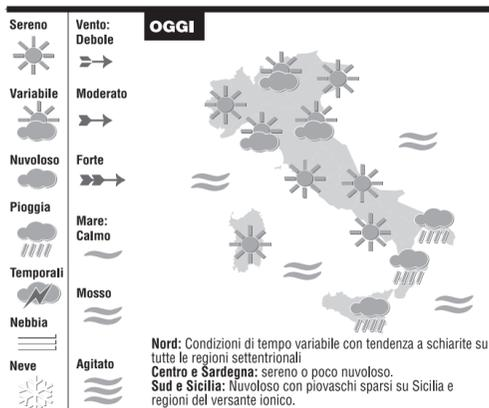 Sereno
Variabile
Nuvoloso
Pioggia
Temporali
Nebbia
Neve
Vento:
Debole
Moderato
Forte
Mare:
Calmo
Mosso
Agitato
OGGI
Nord: Condizioni di tempo variabile con tendenza a schiarite su
tutte le regioni settentrionali
Centro e Sardegna: sereno o poco nuvoloso.
Sud e Sicilia: Nuvoloso con piovaschi sparsi su Sicilia e
regioni del versante ionico.